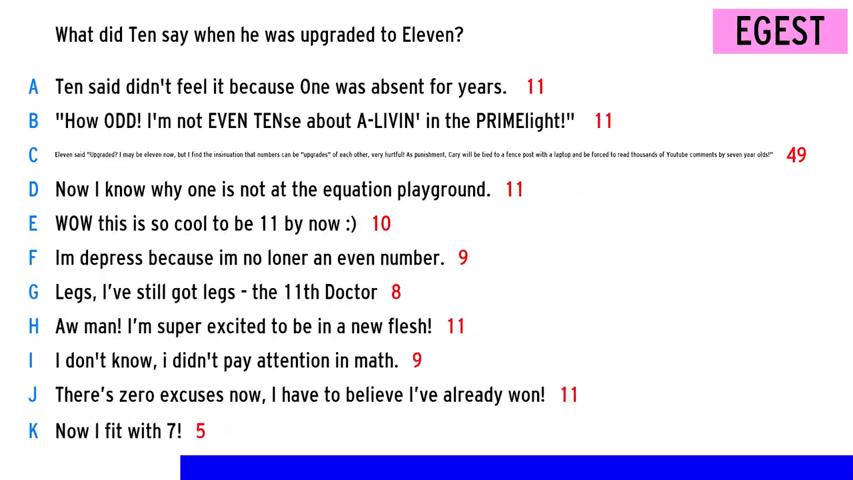 What did Ten say when he was upgraded to Eleven?
EGEST
A Ten said didn't feel it because One was absent for years. 11
B "How ODD! I'm not EVEN TENse about A-LIVIN' in the PRIMElight!" 11
C Eleven said "Upgraded? I may be eleven now, but I find the insinuation that numbers can be "upgrades" of each other, very hurtful! As punishment, Cary will be tied to a fence post with a laptop and be forced to read thousands of Youtube comments by seven year olds!" 49
D Now I know why one is not at the equation playground. 11
E WOW this is so cool to be 11 by now :) 10
F Im depress because im no loner an even number. 9
G Legs, I've still got legs - the 11th Doctor 8
H Aw man! I'm super excited to be in a new flesh! 11
I I don't know, i didn't pay attention in math. 9
J There's zero excuses now, I have to believe I've already won! 11
K Now I fit with 7! 5